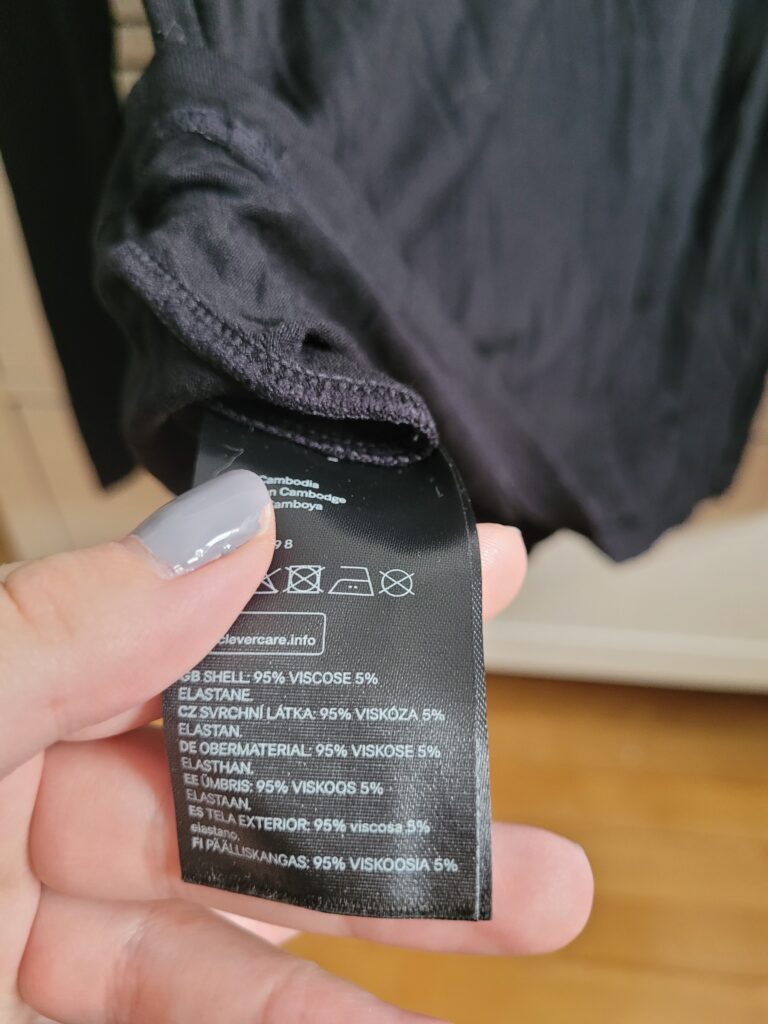 Cambodia
Cambodge
98
clevercare.info
GB SHELL: 95% VISCOSE 5%
ELASTANE.
CZ SVRCHNÍ LÁTKA: 95% VISKÓZA 5%
ELASTAN.
DE OBERMATERIAL: 95% VISKOSE 5%
ELASTHAN.
EE ÜMBRIS: 95% VISKOOS 5%
ELASTAAN.
ES TELA EXTERIOR: 95% viscosa 5%
elastano.
FI PÄÄLLISKANGAS: 95% VISKOOSIA 5%